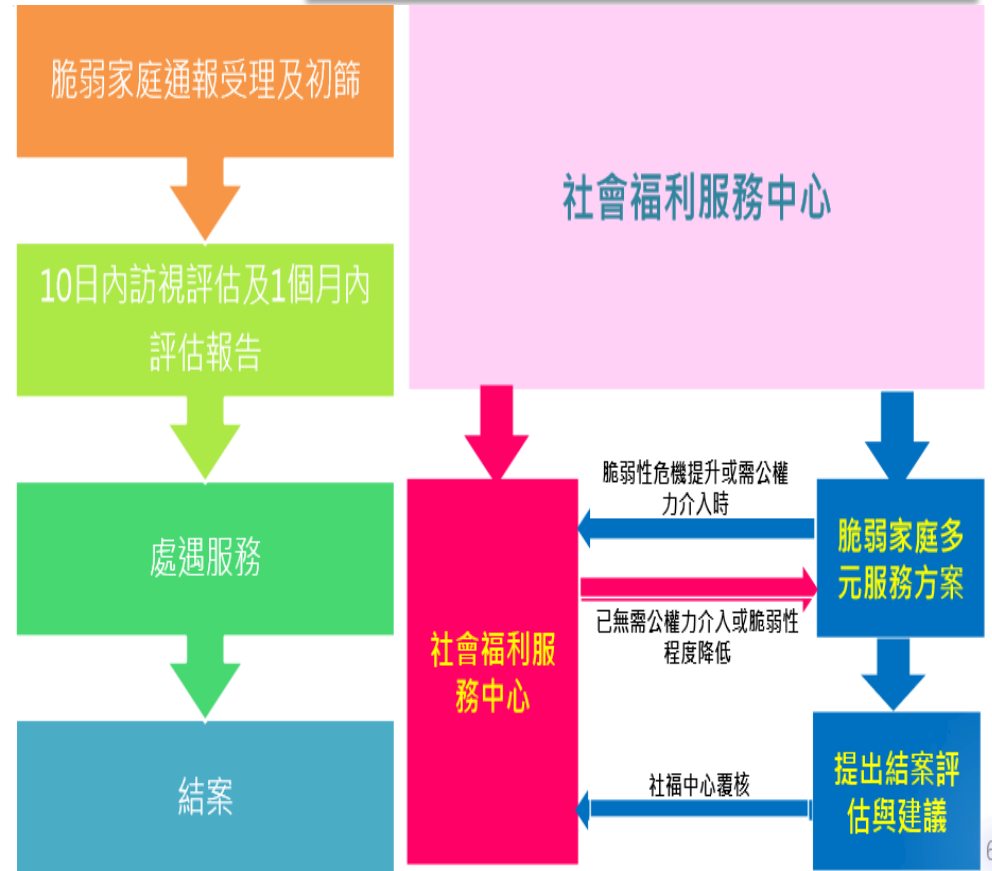 脆弱家庭通報受理及初篩
社會福利服務中心
10日內訪視評估及1個月內
評估報告
處遇服務
結案
社會福利服
務中心
脆弱性危機提升或需公權
力介入時
已無需公權力介入或脆弱性
程度降低
社福中心覆核
脆弱家庭多
元服務方案
提出結案評
估與建議